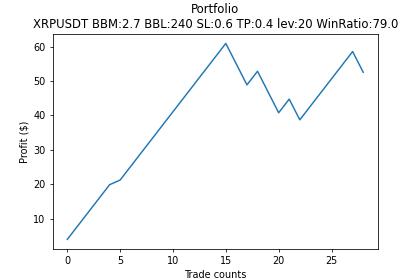 Portfolio
XRPUSDT BBM:2.7 BBL:240 SL:0.6 TP:0.4 lev:20 WinRatio:79.0
60
50
40
30
20
10
Profit ($)
0 5 10 15 20 25
Trade counts